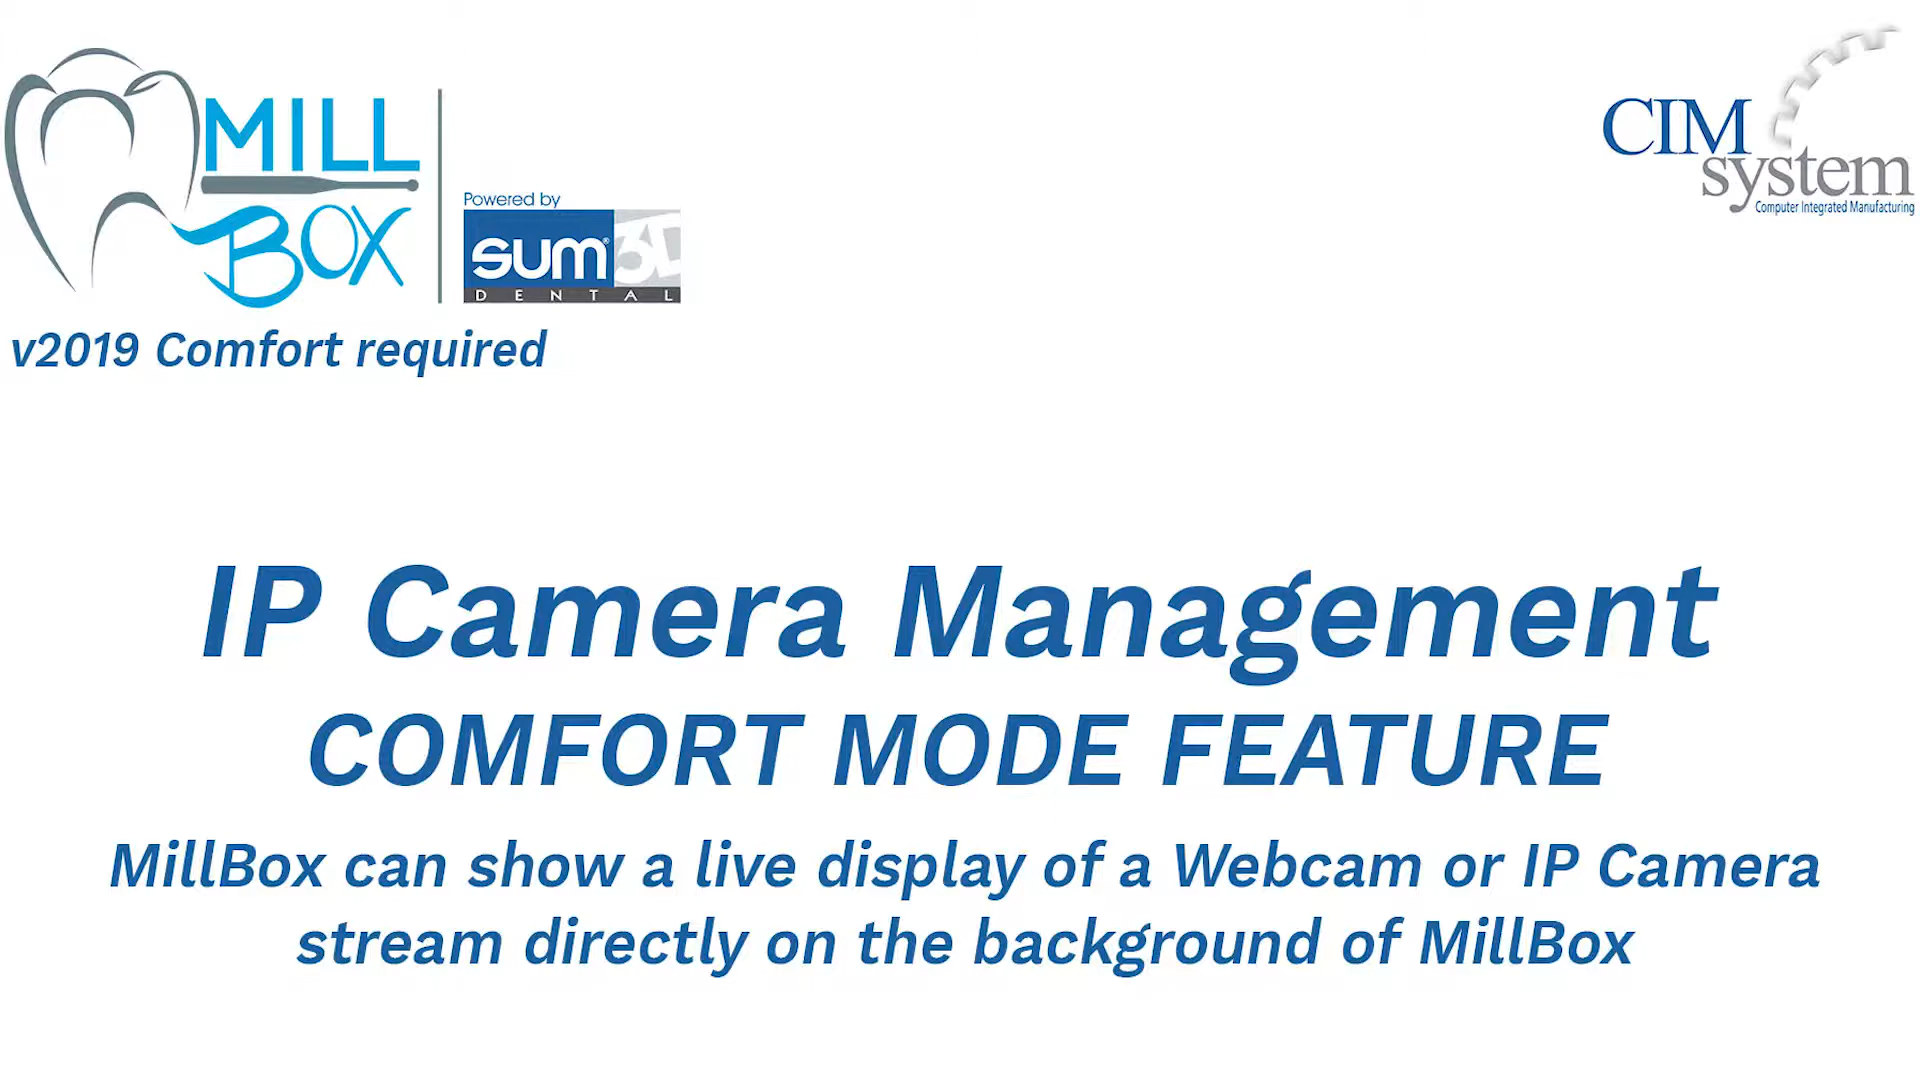 MILL
BOX
Powered by
sum® 3D
DENTAL
v2019 Comfort required
CIM
system
Computer Integrated Manufacturing
IP Camera Management
COMFORT MODE FEATURE
MillBox can show a live display of a Webcam or IP Camera
stream directly on the background of MillBox